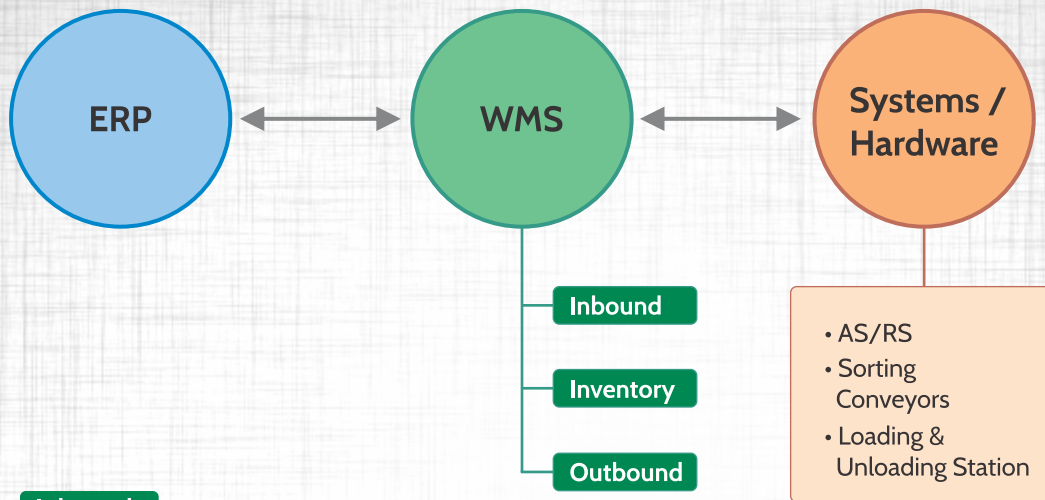 ERP
WMS
Systems /
Hardware
Inbound
Inventory
Outbound
• AS/RS
• Sorting
Conveyors
• Loading &
Unloading Station